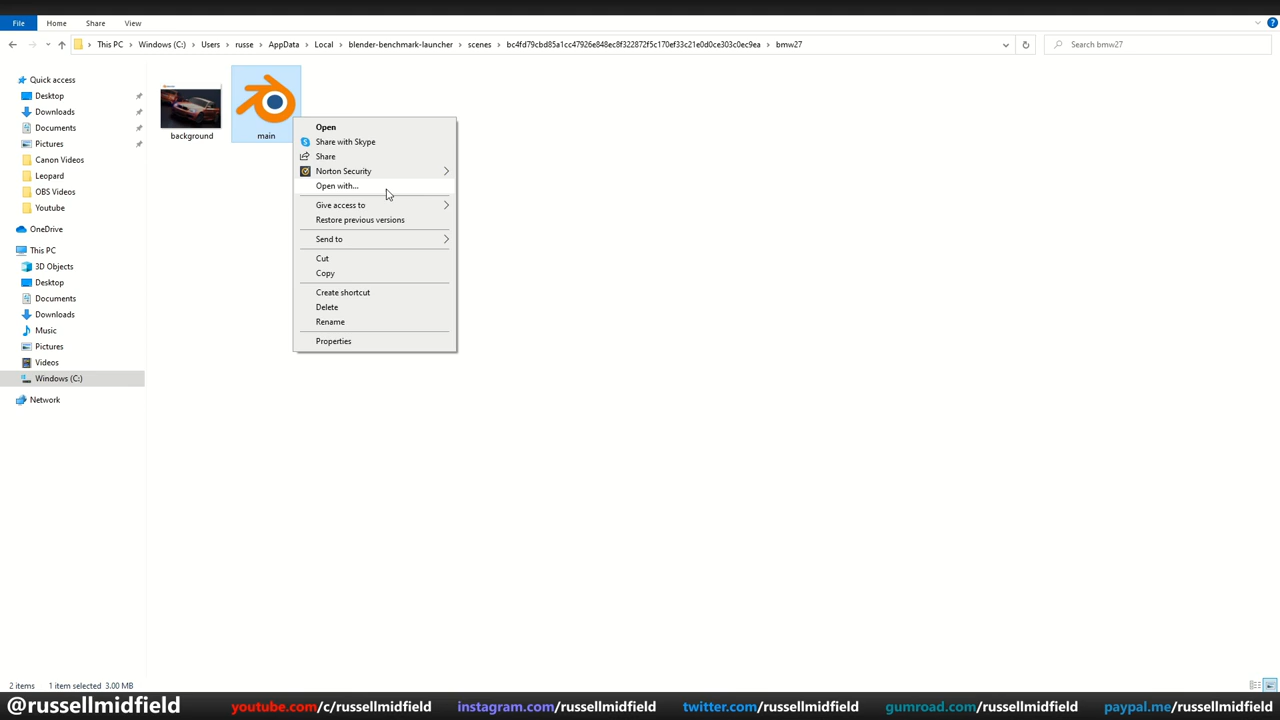 File Home Share View
This PC Windows (C:) Users russe AppData Local blender-benchmark-launcher scenes bc4fd79cbd85a1cc47926e848ec8f322872f5c170ef33c21e0d0ce303c0ec9ea bmw27 Search bmw27
Quick access
Desktop
Downloads
Documents
Pictures
Canon Videos
Leopard
OBS Videos
Youtube
OneDrive
This PC
3D Objects
Desktop
Documents
Downloads
Music
Pictures
Videos
Windows (C:)
Network
background main
Open
Share with Skype
Share
Norton Security
Open with...
Give access to
Restore previous versions
Send to
Cut
Copy
Create shortcut
Delete
Rename
Properties
2 items 1 item selected 3.00 MB
@russellmidfield youtube.com/c/russellmidfield instagram.com/russellmidfield twitter.com/russellmidfield gumroad.com/russellmidfield paypal.me/russellmidfield